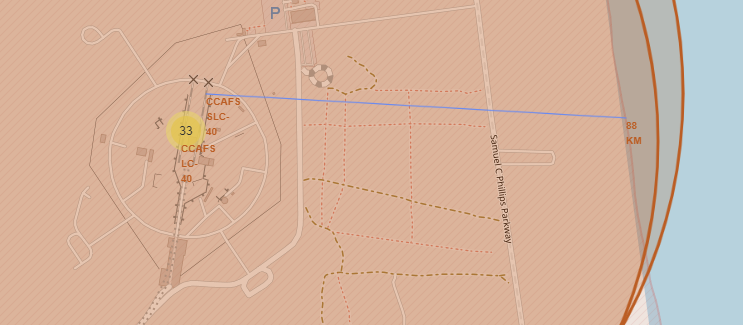 P
CCAFS
SLC-
40
33
CCAFS
LC-
40
88
KM
Samuel C Phillips Parkway